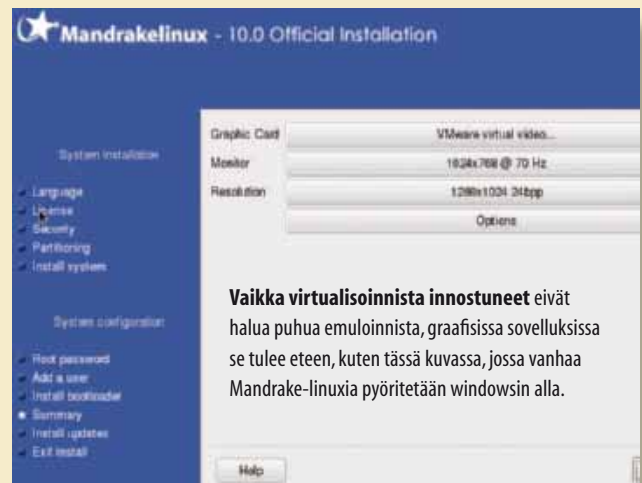 Mandrakelinux - 10.0 Official Installation
System installation
Language
License
Security
Partitioning
Install system
System configuration
Root password
Add a user
Install bootloader
Summary
Install updates
Exit install
Graphic Card
VMware virtual video...
Monitor
1024x768 @ 70 Hz
Resolution
1280x1024 24bpp
Options
Vaikka virtualisoinnista innostuneet eivät
halua puhua emuloinnista, graafisissa sovelluksissa
se tulee eteen, kuten tässä kuvassa, jossa vanhaa
Mandrake-linuxia pyöritetään windowsin alla.
Help